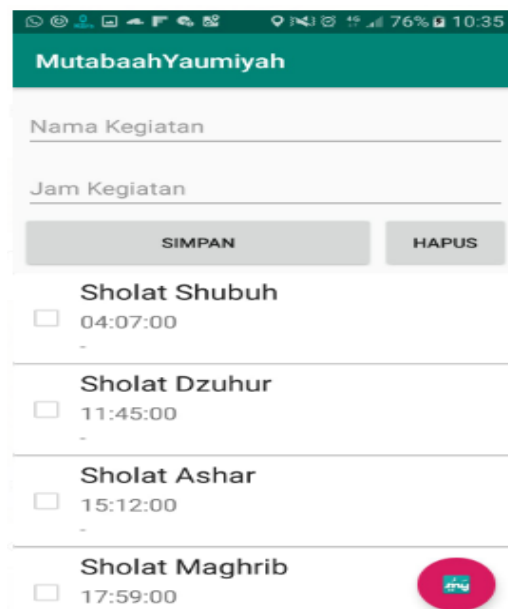 76% 10:35
MutabaahYaumiyah
Nama Kegiatan
Jam Kegiatan
SIMPAN HAPUS
Sholat Shubuh
04:07:00
-
Sholat Dzuhur
11:45:00
-
Sholat Ashar
15:12:00
-
Sholat Maghrib
17:59:00
my